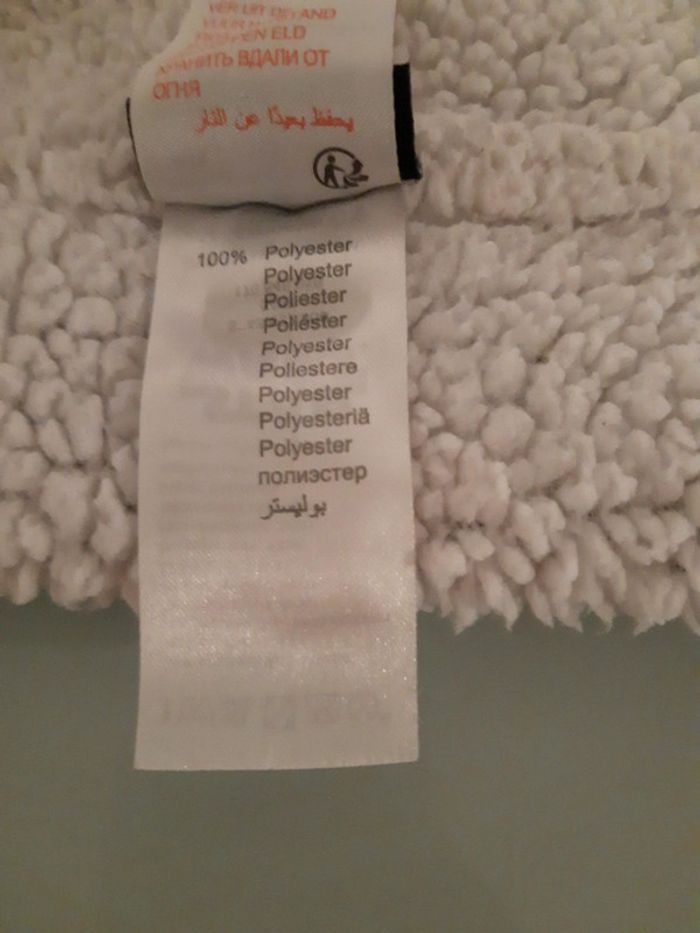 ELD
ХРАНИТЬ ВДАЛИ ОТ
ОГНЯ
يحفظ بعيدًا عن النار
100% Polyester
Polyester
Poliester
Poliéster
Polyester
Poliestere
Polyester
Polyesteriä
Polyester
полиэстер
بوليستر